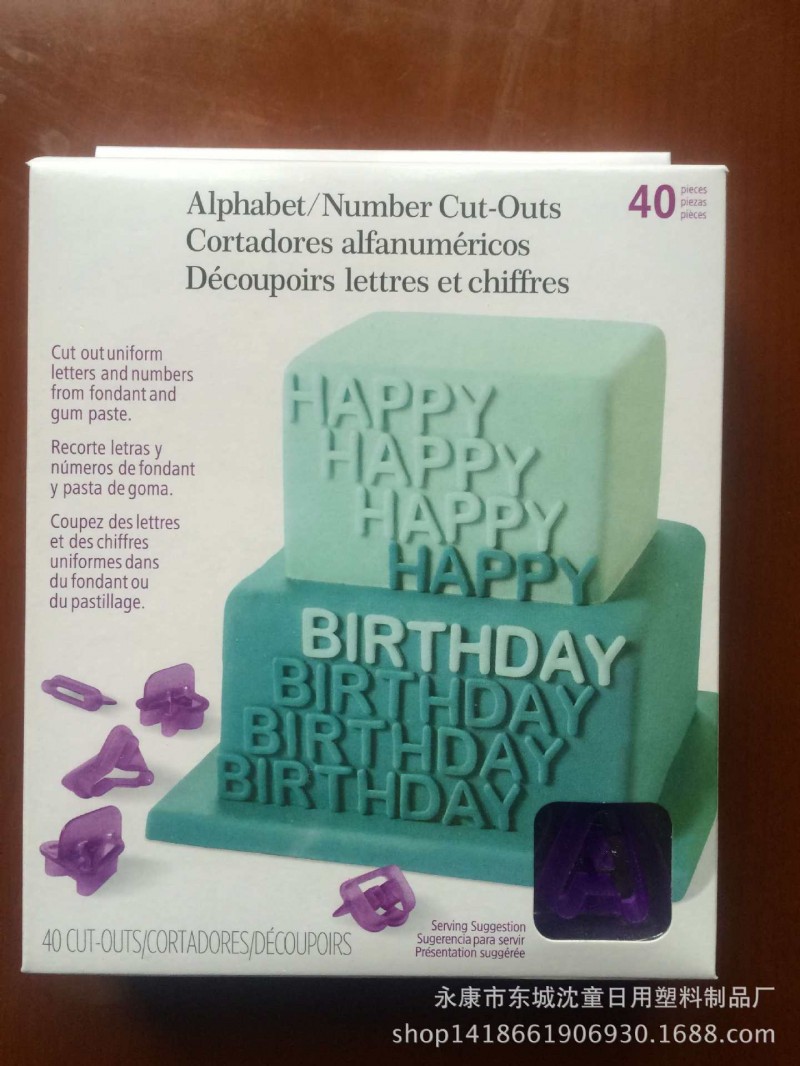 Alphabet/Number Cut-Outs
Cortadores alfanuméricos
Découpoirs lettres et chiffres
40 pieces
piezas
pièces
Cut out uniform
letters and numbers
from fondant and
gum paste.
Recorte letras y
números de fondant
y pasta de goma.
Coupez des lettres
et des chiffres
uniformes dans
du fondant ou
du pastillage.
HAPPY
HAPPY
HAPPY
HAPPY
BIRTHDAY
BIRTHDAY
BIRTHDAY
BIRTHDAY
40 CUT-OUTS/CORTADORES/DÉCOUPOIRS
Serving Suggestion
Sugerencia para servir
Présentation suggérée
永康市东城沈童日用塑料制品厂
shop1418661906930.1688.com